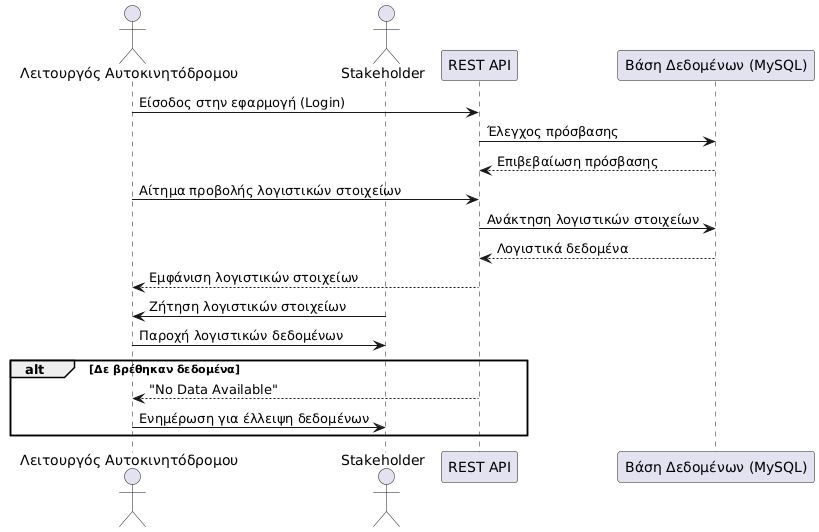 Λειτουργός Αυτοκινητόδρομου
Stakeholder
REST API
Βάση Δεδομένων (MySQL)
Είσοδος στην εφαρμογή (Login)
Έλεγχος πρόσβασης
Επιβεβαίωση πρόσβασης
Αίτημα προβολής λογιστικών στοιχείων
Ανάκτηση λογιστικών στοιχείων
Λογιστικά δεδομένα
Εμφάνιση λογιστικών στοιχείων
Ζήτηση λογιστικών στοιχείων
Παροχή λογιστικών δεδομένων
alt [Δε βρέθηκαν δεδομένα]
"No Data Available"
Ενημέρωση για έλλειψη δεδομένων
Λειτουργός Αυτοκινητόδρομου
Stakeholder
REST API
Βάση Δεδομένων (MySQL)